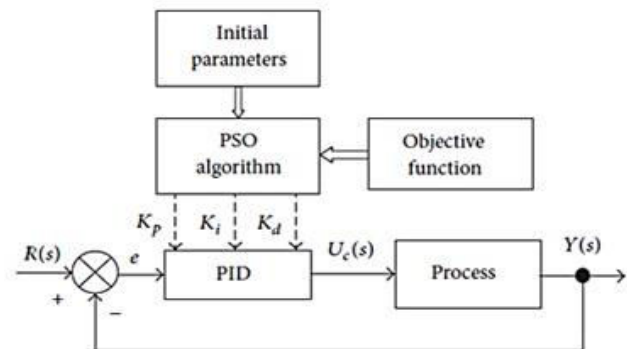 Initial
parameters
PSO
algorithm
Objective
function
K_p K_i K_d
R(s) e PID U_c(s) Process Y(s)
+
−